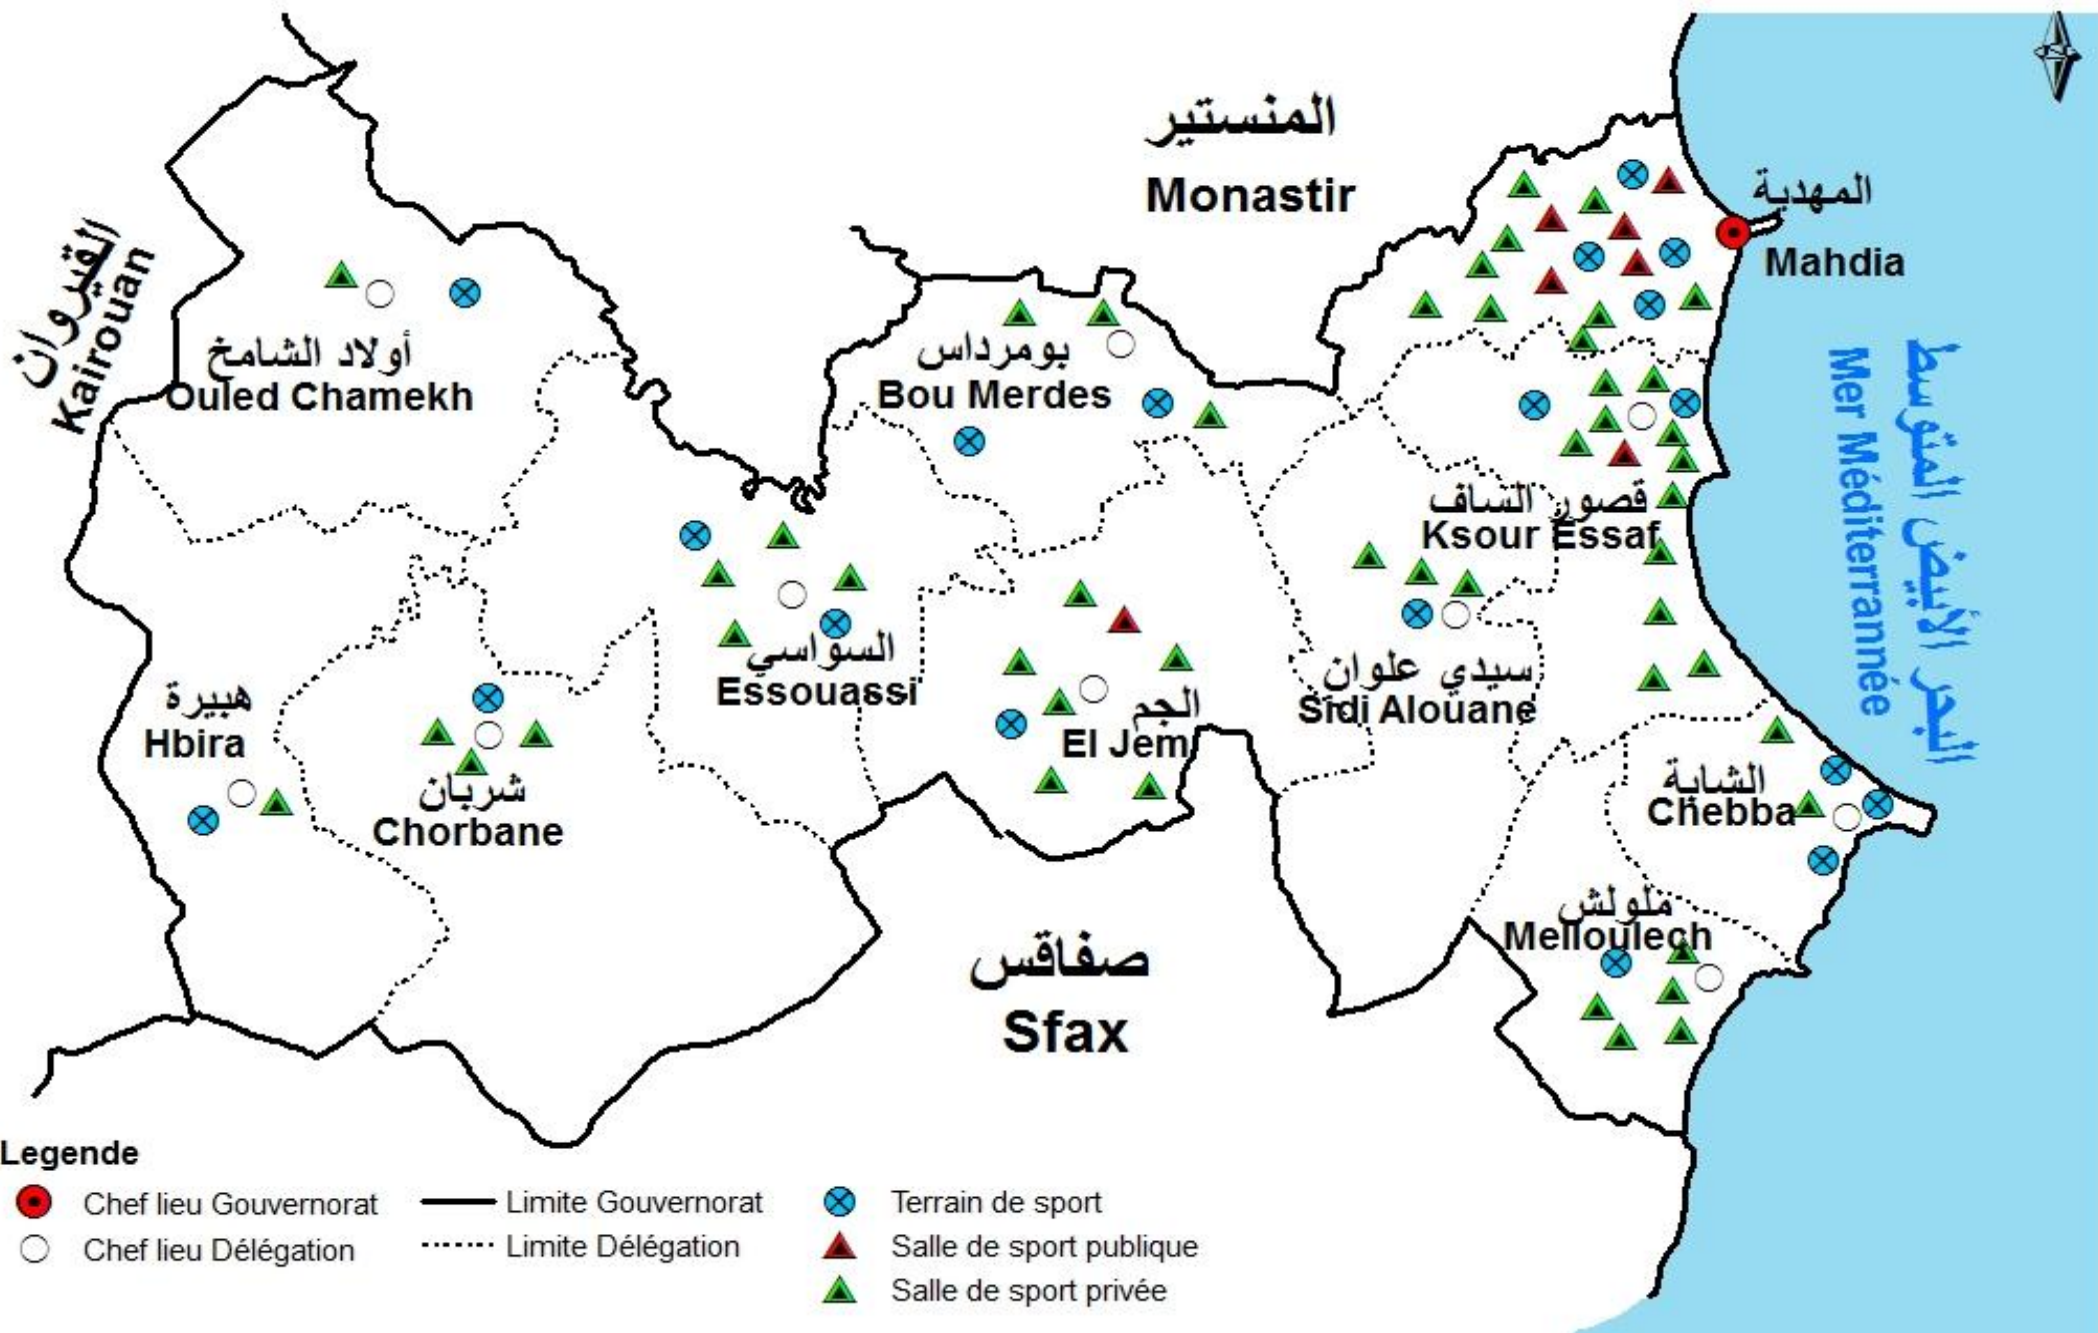 المنستير
Monastir
المهدية
Mahdia
القيروان
Kairouan
أولاد الشامخ
Ouled Chamekh
بومرداس
Bou Merdes
البحر الأبيض المتوسط
Mer Méditerrannée
قصور الساف
Ksour Essaf
السواسي
Essouassi
سيدي علوان
Sidi Alouane
هبيرة
Hbira
الجم
El Jem
شربان
Chorbane
الشابة
Chebba
ملولش
Melloulech
صفاقس
Sfax
Legende
Chef lieu Gouvernorat
Chef lieu Délégation
Limite Gouvernorat
Limite Délégation
Terrain de sport
Salle de sport publique
Salle de sport privée